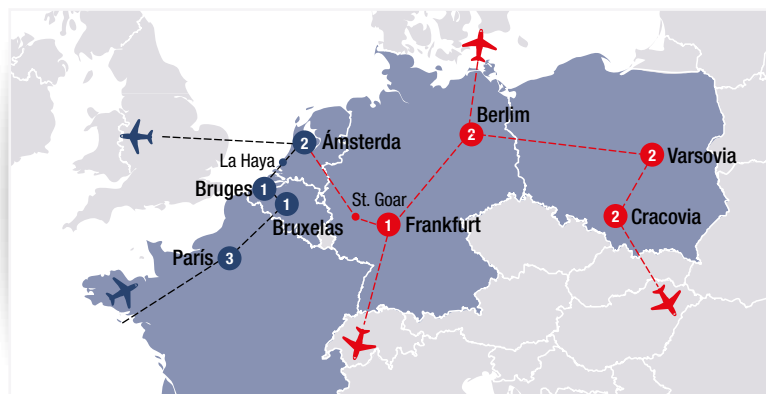 Berlim
2
2 Ámsterda
2
Varsovia
La Haya
Bruges 1
1
St. Goar
2
Cracovia
Bruxelas
1 Frankfurt
París 3